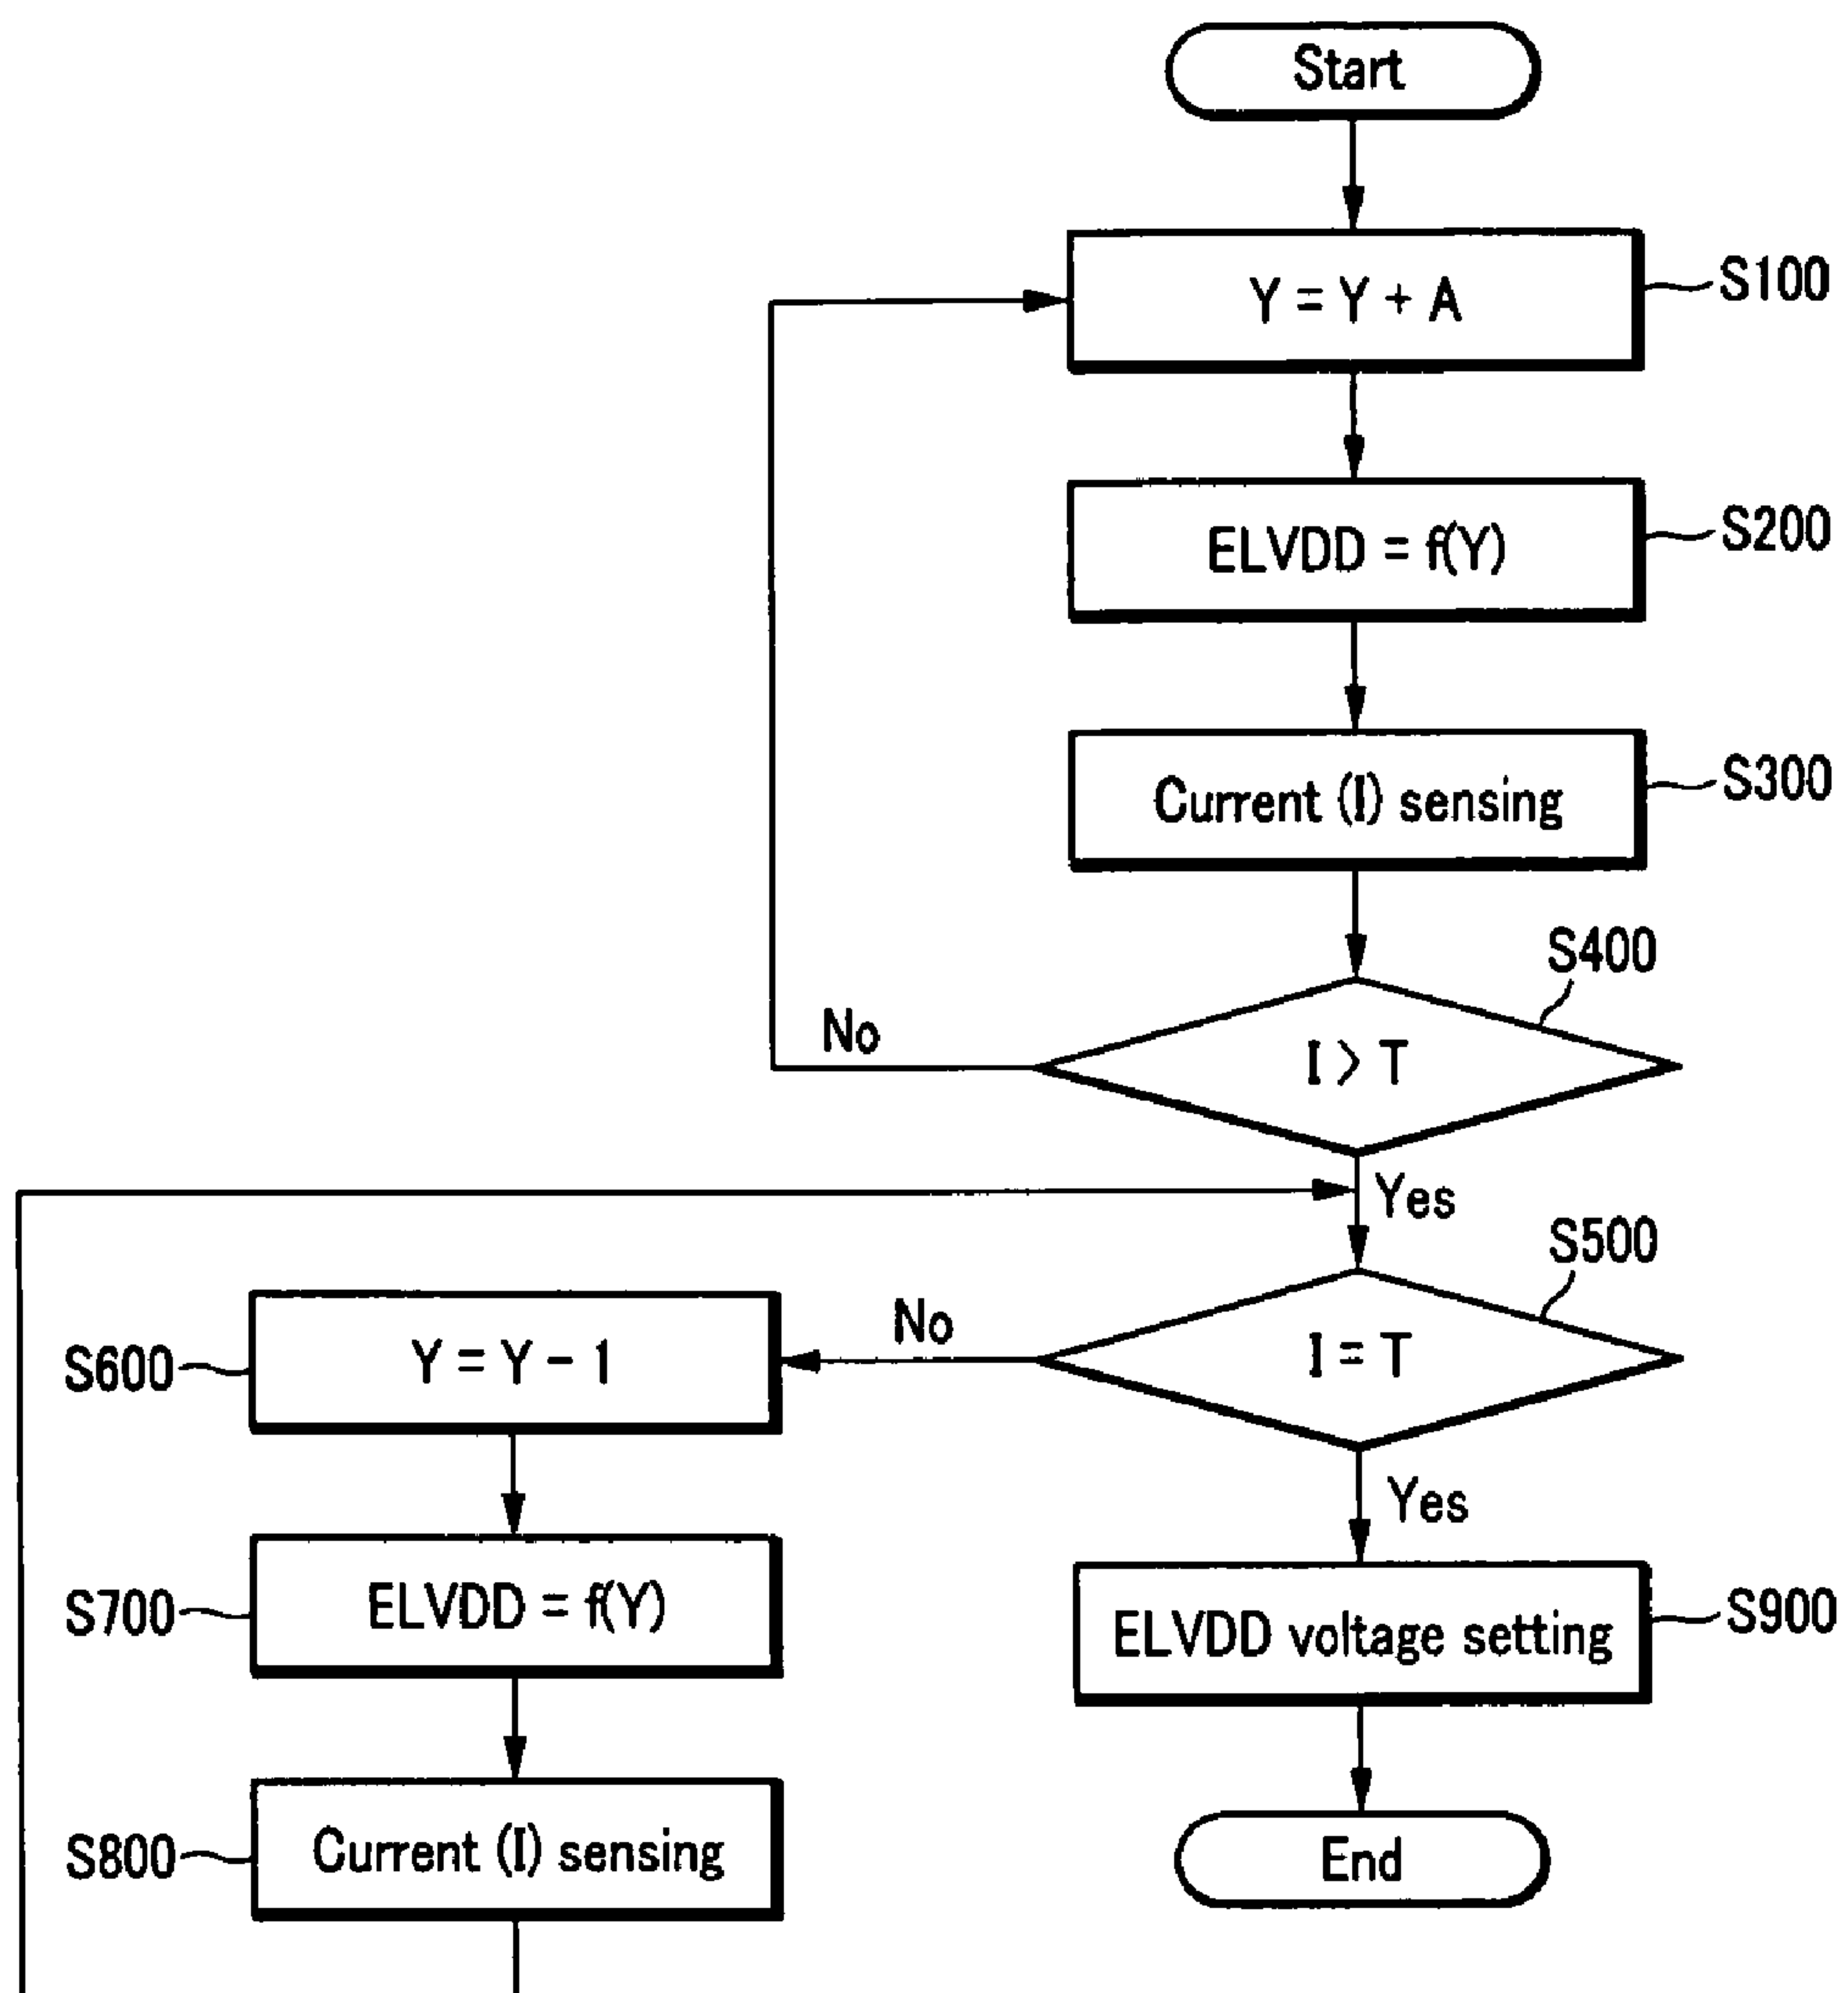 Start
Y = Y + A
S100
ELVDD = f(Y)
S200
Current (I) sensing
S300
S400
I > T
No
Yes
S500
I = T
No
Y = Y - 1
S600
Yes
ELVDD = f(Y)
S700
ELVDD voltage setting
S900
Current (I) sensing
S800
End